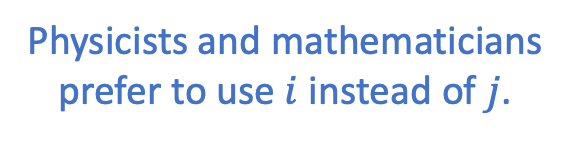 Physicists and mathematicians
prefer to use i instead of j.